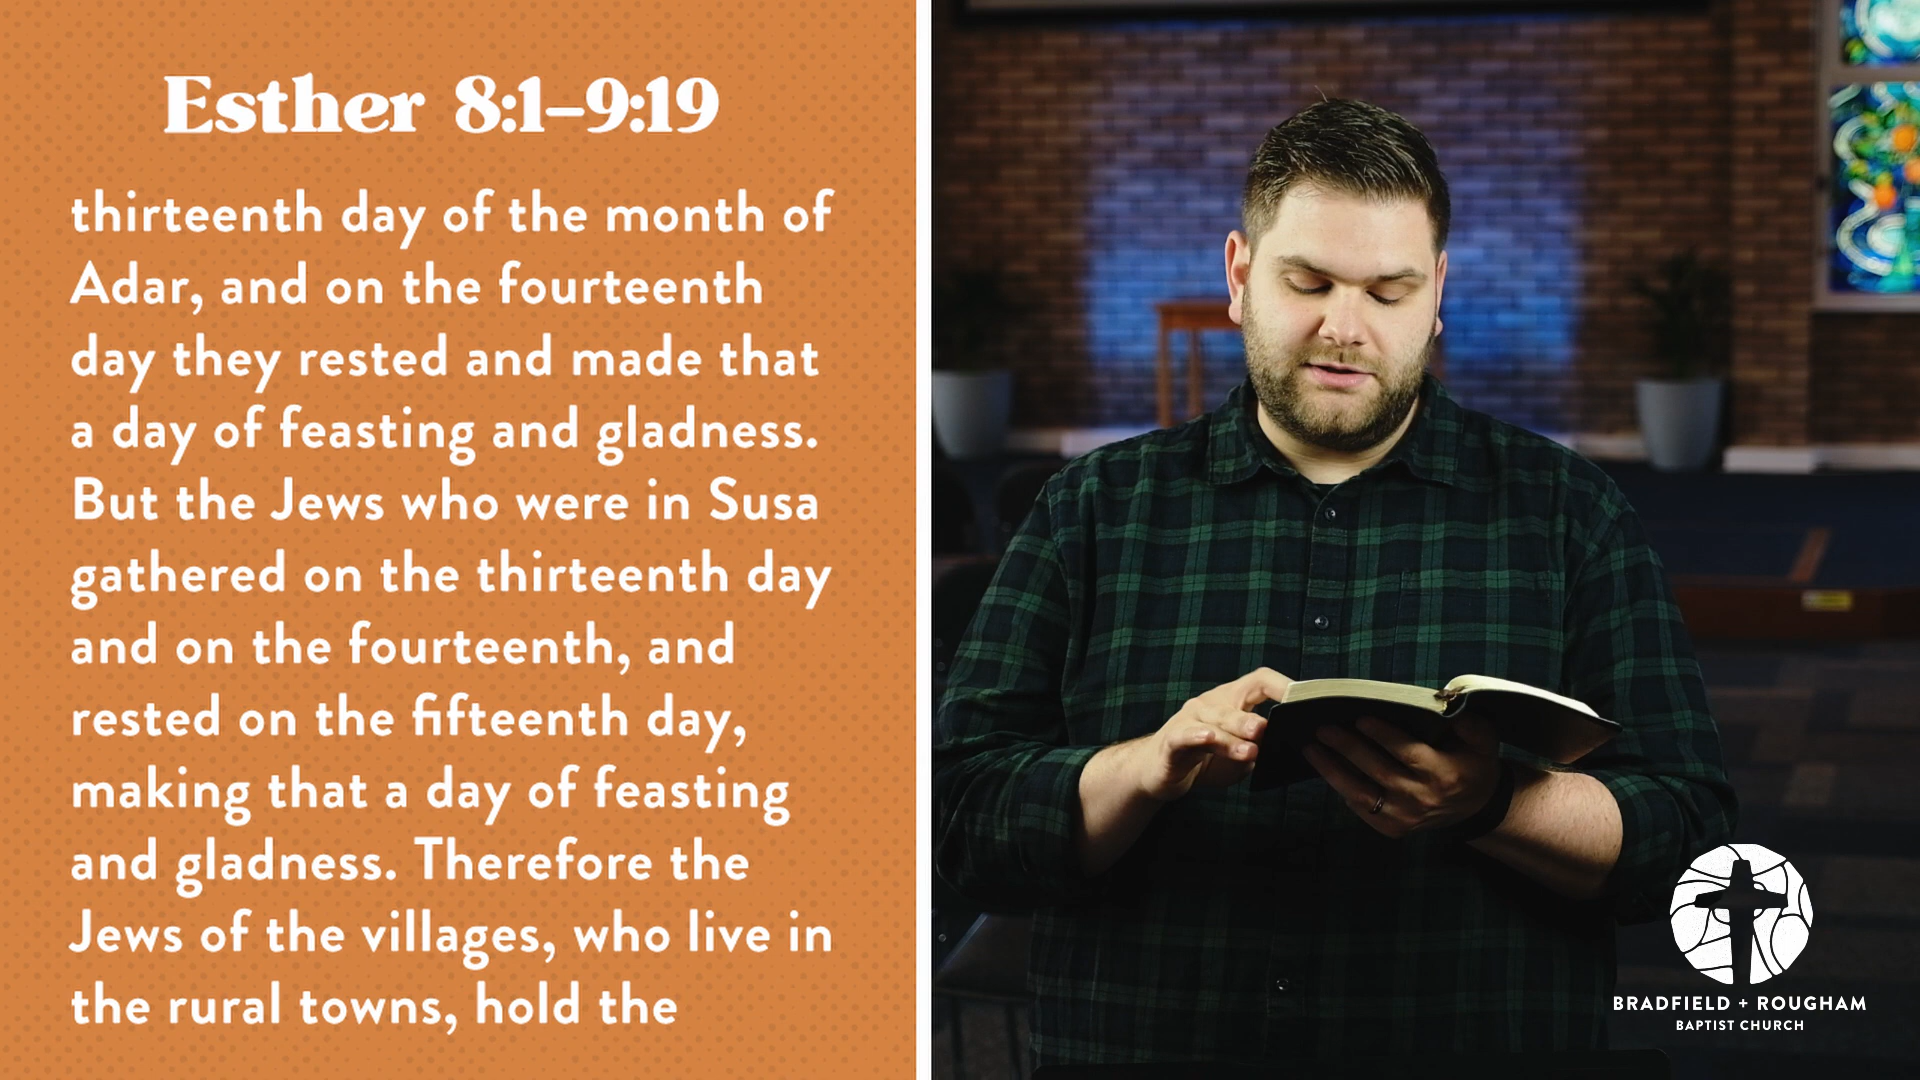 Esther 8:1–9:19
thirteenth day of the month of
Adar, and on the fourteenth
day they rested and made that
a day of feasting and gladness.
But the Jews who were in Susa
gathered on the thirteenth day
and on the fourteenth, and
rested on the fifteenth day,
making that a day of feasting
and gladness. Therefore the
Jews of the villages, who live in
the rural towns, hold the
BRADFIELD + ROUGHAM
BAPTIST CHURCH